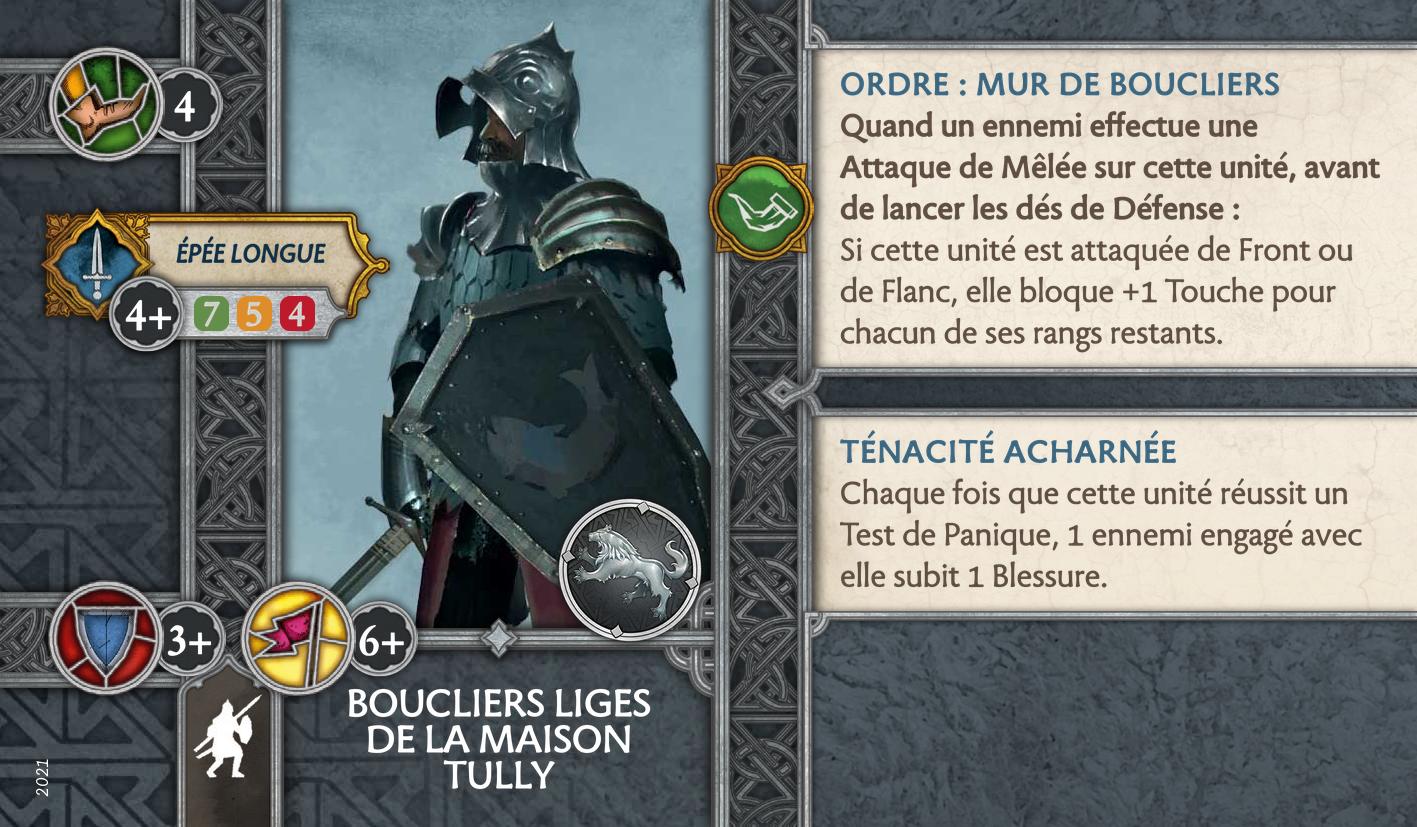 4
ÉPÉE LONGUE
4+ 7 5 4
3+ 6+
BOUCLIERS LIGES
DE LA MAISON
TULLY
2021
ORDRE : MUR DE BOUCLIERS
Quand un ennemi effectue une
Attaque de Mêlée sur cette unité, avant
de lancer les dés de Défense :
Si cette unité est attaquée de Front ou
de Flanc, elle bloque +1 Touche pour
chacun de ses rangs restants.
TÉNACITÉ ACHARNÉE
Chaque fois que cette unité réussit un
Test de Panique, 1 ennemi engagé avec
elle subit 1 Blessure.